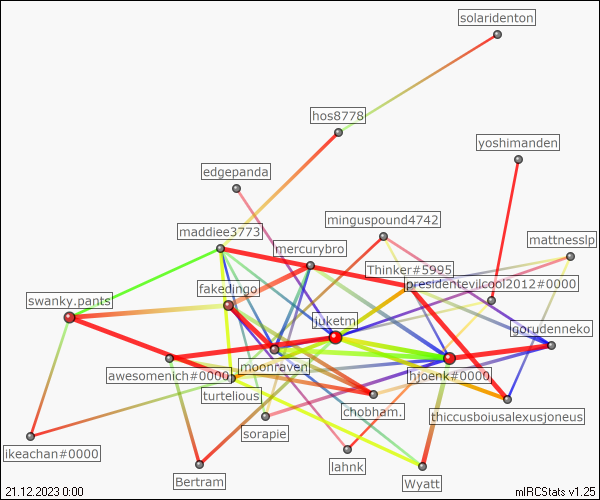 solaridenton
hos8778
yoshimanden
edgepanda
minguspound4742
maddiee3773
mattnesslp
mercurybro
Thinker#5995
presidentevilcool2012#0000
fakedingo
swanky.pants
juketm
gorudenneko
moonraven
awesomenich#0000
hjoenk#0000
turtelious
chobham.
thiccusboiusalexusjoneus
sorapie
ikeachan#0000
lahnk
Bertram
Wyatt
21.12.2023 0:00
mIRCStats v1.25